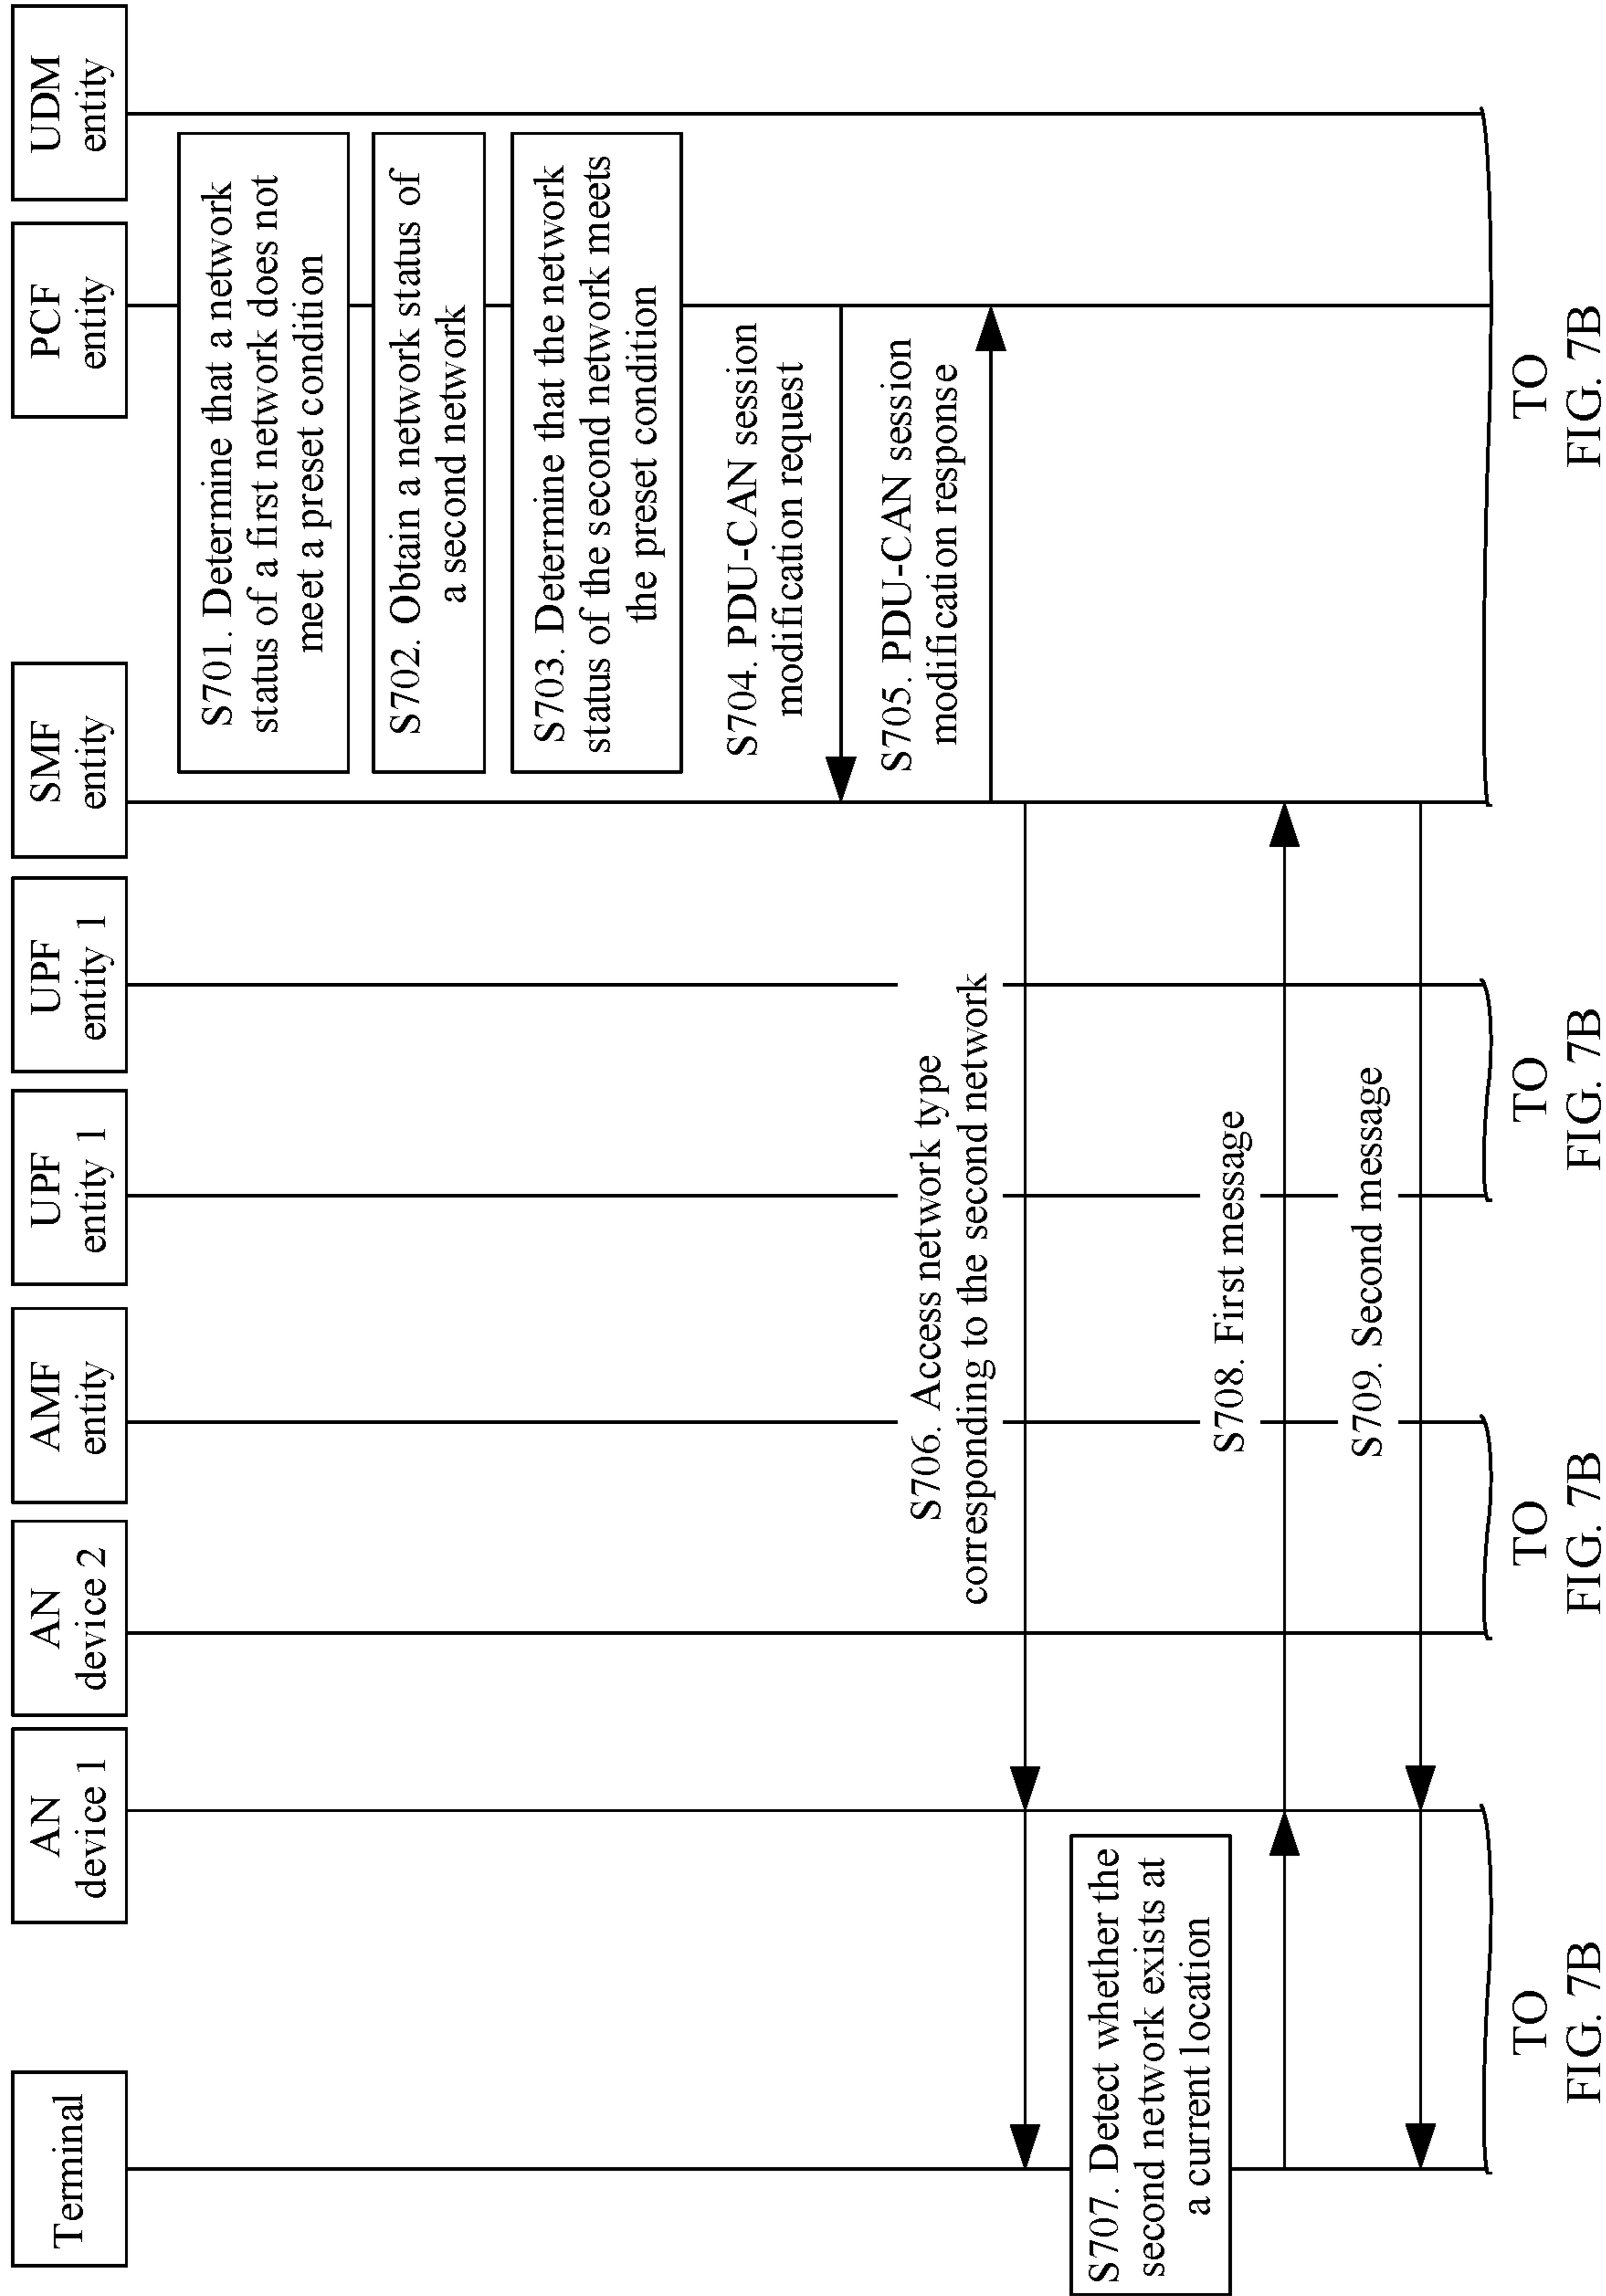 Terminal
AN
device 1
AN
device 2
AMF
entity
UPF
entity 1
UPF
entity 1
SMF
entity
PCF
entity
UDM
entity
S701. Determine that a network
status of a first network does not
meet a preset condition
S702. Obtain a network status of
a second network
S703. Determine that the network
status of the second network meets
the preset condition
S704. PDU-CAN session
modification request
S705. PDU-CAN session
modification response
S706. Access network type
corresponding to the second network
S707. Detect whether the
second network exists at
a current location
S708. First message
S709. Second message
TO
FIG. 7B
TO
FIG. 7B
TO
FIG. 7B
TO
FIG. 7B